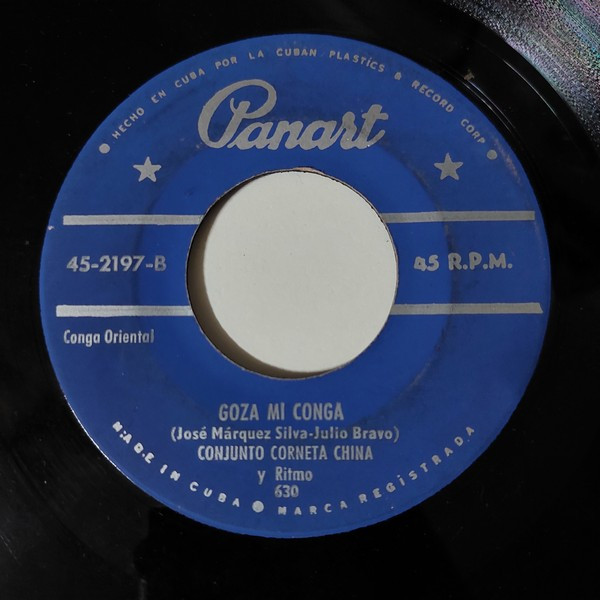 HECHO EN CUBA POR LA CUBAN PLASTICS & RECORD CORP
Panart
45-2197-B
45 R.P.M.
Conga Oriental
GOZA MI CONGA
(José Márquez Silva-Julio Bravo)
CONJUNTO CORNETA CHINA
y Ritmo
630
MADE IN CUBA
MARCA REGISTRADA